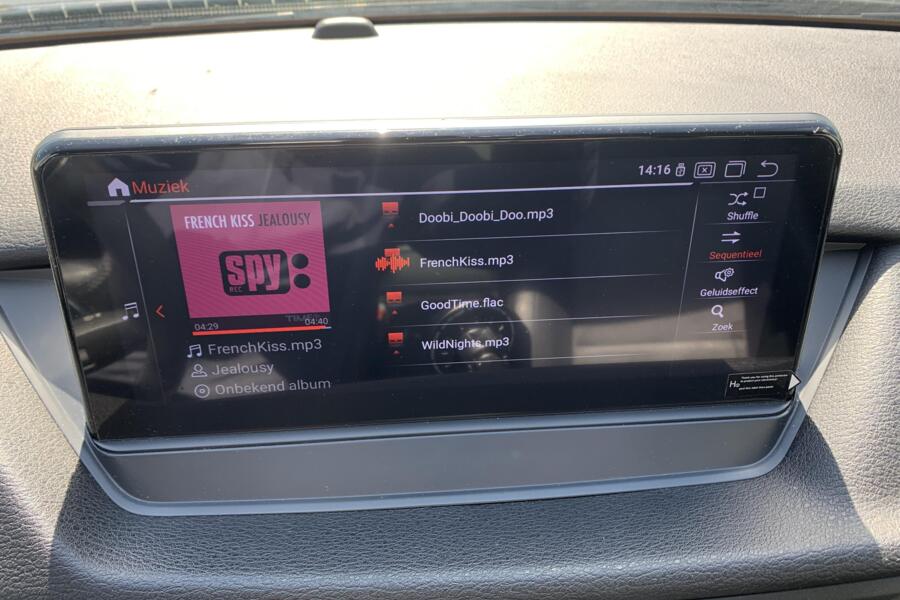 Muziek
14:16
FRENCH KISS JEALOUSY
spy
REC
04:29
04:40
FrenchKiss.mp3
Jealousy
Onbekend album
Doobi_Doobi_Doo.mp3
FrenchKiss.mp3
GoodTime.flac
WildNights.mp3
Shuffle
Sequentieel
Geluidseffect
Zoek